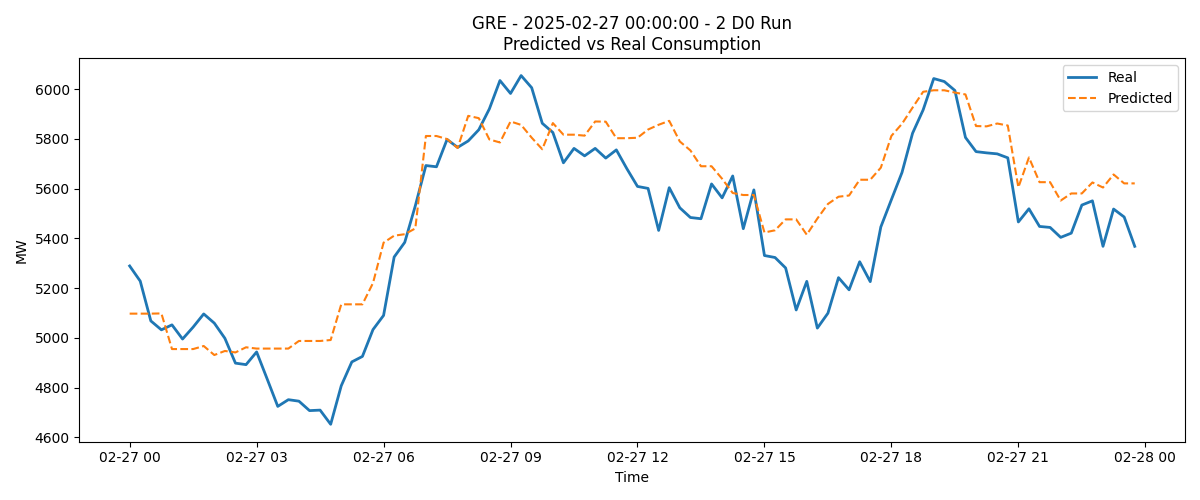 GRE - 2025-02-27 00:00:00 - 2 D0 Run
Predicted vs Real Consumption
Real
Predicted
MW
6000
5800
5600
5400
5200
5000
4800
4600
02-27 00
02-27 03
02-27 06
02-27 09
02-27 12
02-27 15
02-27 18
02-27 21
02-28 00
Time